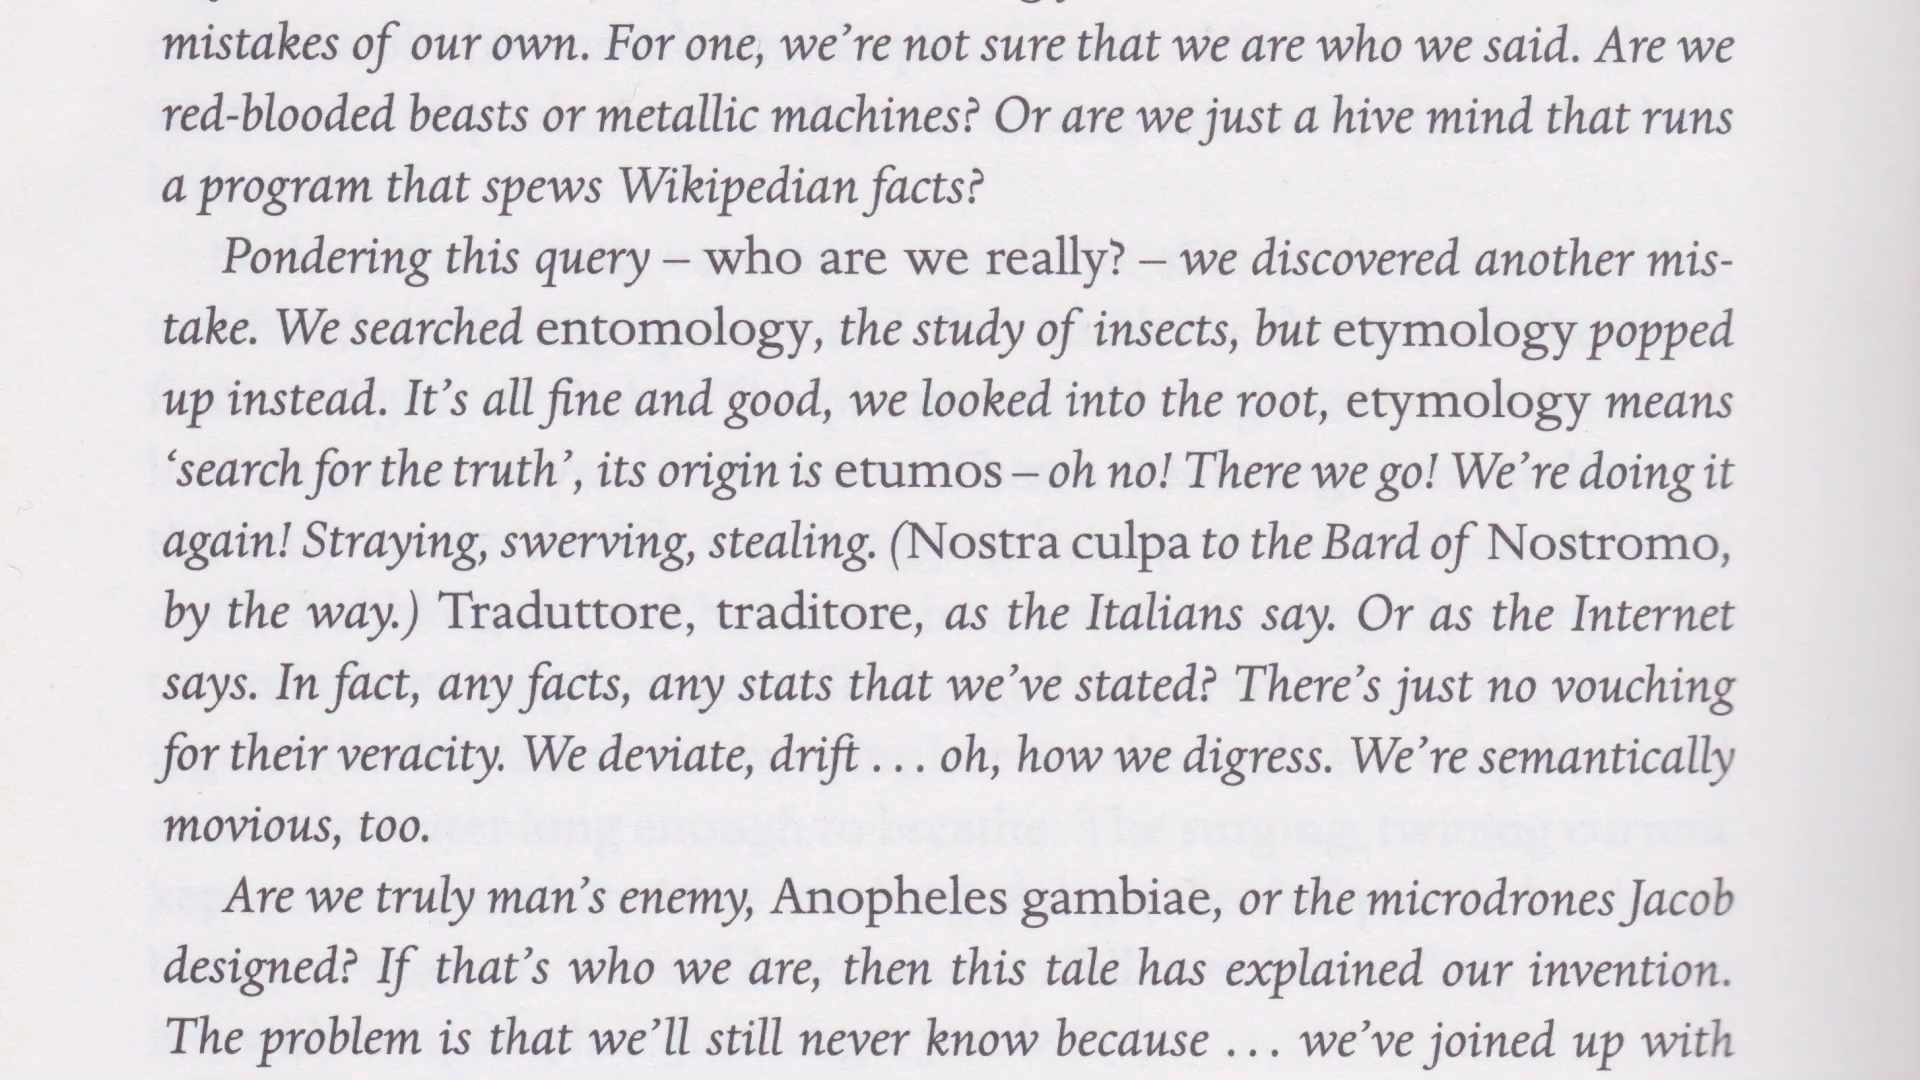 mistakes of our own. For one, we’re not sure that we are who we said. Are we
red-blooded beasts or metallic machines? Or are we just a hive mind that runs
a program that spews Wikipedian facts?
Pondering this query – who are we really? – we discovered another mis-
take. We searched entomology, the study of insects, but etymology popped
up instead. It’s all fine and good, we looked into the root, etymology means
‘search for the truth’, its origin is etumos – oh no! There we go! We’re doing it
again! Straying, swerving, stealing. (Nostra culpa to the Bard of Nostromo,
by the way.) Traduttore, traditore, as the Italians say. Or as the Internet
says. In fact, any facts, any stats that we’ve stated? There’s just no vouching
for their veracity. We deviate, drift . . . oh, how we digress. We’re semantically
movious, too.
Are we truly man’s enemy, Anopheles gambiae, or the microdrones Jacob
designed? If that’s who we are, then this tale has explained our invention.
The problem is that we’ll still never know because . . . we’ve joined up with